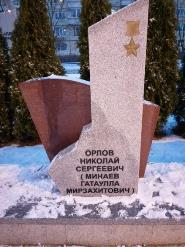 ОРЛОВ
НИКОЛАЙ
СЕРГЕЕВИЧ
( МИНАЕВ
ГАТАУЛЛА
МИРЗАХИТОВИЧ )